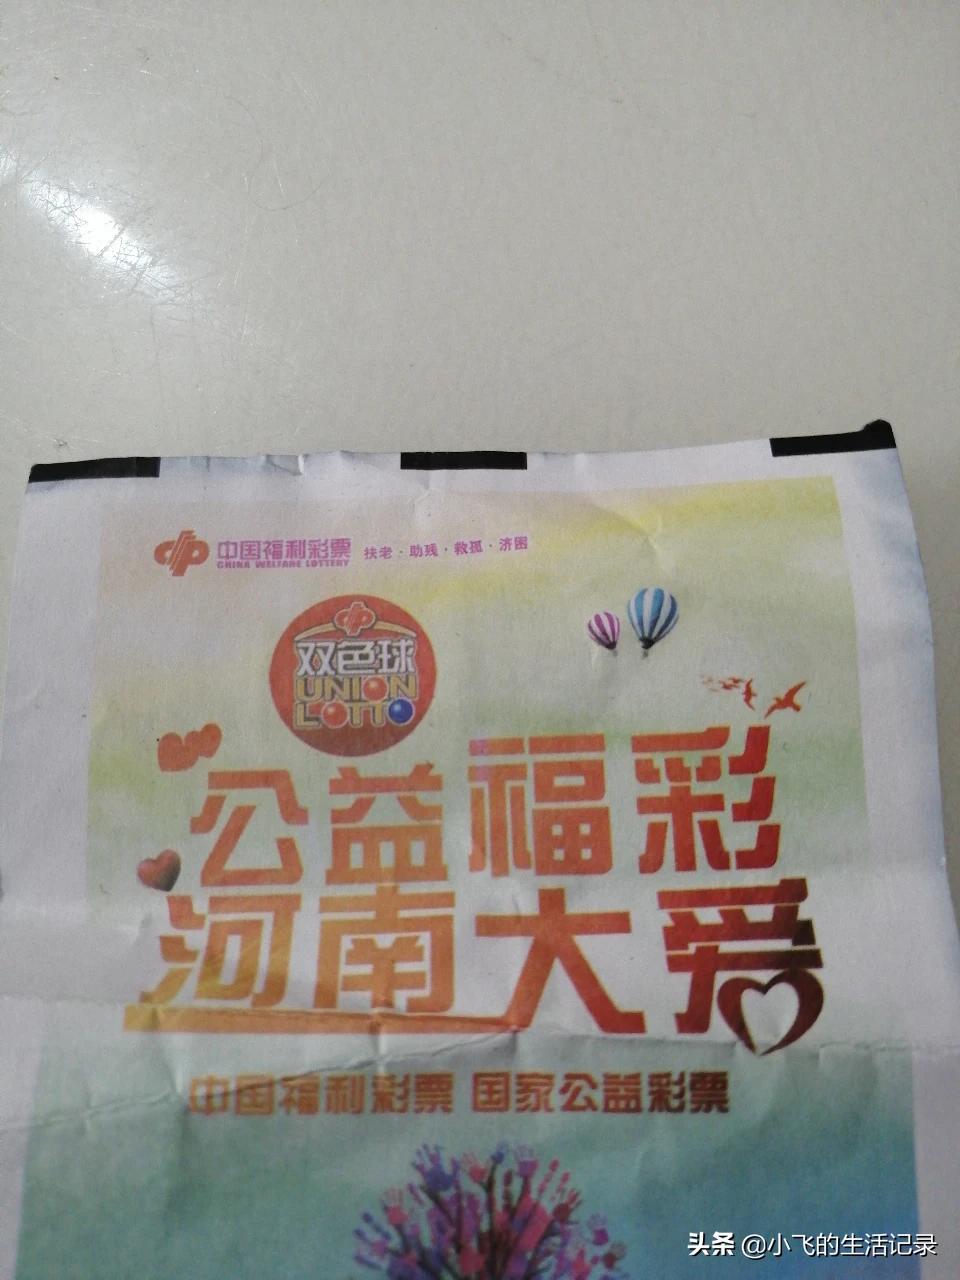 中国福利彩票 扶老·助残·救孤·济困
CHINA WELFARE LOTTERY
双色球
UNION
LOTTO
公益福彩
河南大爱
中国福利彩票 国家公益彩票
头条 @小飞的生活记录